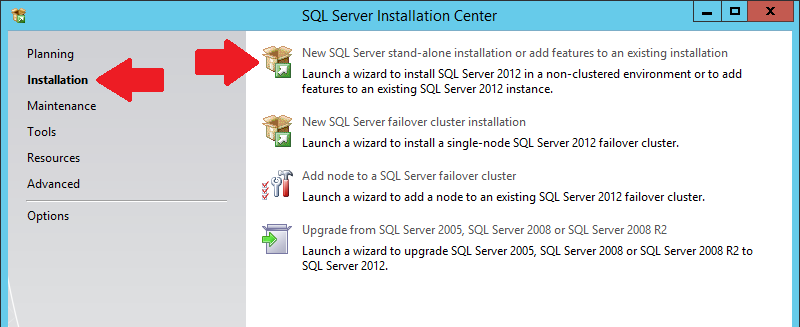 SQL Server Installation Center
Planning
Installation
Maintenance
Tools
Resources
Advanced
Options
New SQL Server stand-alone installation or add features to an existing installation
Launch a wizard to install SQL Server 2012 in a non-clustered environment or to add
features to an existing SQL Server 2012 instance.
New SQL Server failover cluster installation
Launch a wizard to install a single-node SQL Server 2012 failover cluster.
Add node to a SQL Server failover cluster
Launch a wizard to add a node to an existing SQL Server 2012 failover cluster.
Upgrade from SQL Server 2005, SQL Server 2008 or SQL Server 2008 R2
Launch a wizard to upgrade SQL Server 2005, SQL Server 2008 or SQL Server 2008 R2 to
SQL Server 2012.